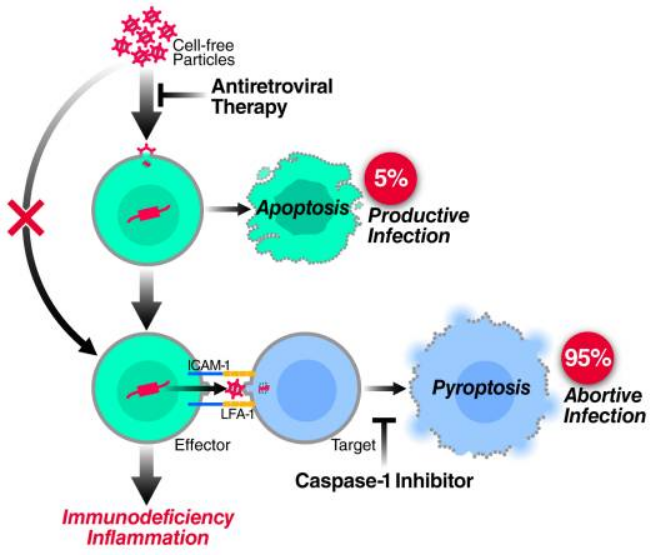 Cell-free
Particles
Antiretroviral
Therapy
Apoptosis
5%
Productive
Infection
ICAM-1
LFA-1
Effector
Target
Pyroptosis
95%
Abortive
Infection
Caspase-1 Inhibitor
Immunodeficiency
Inflammation